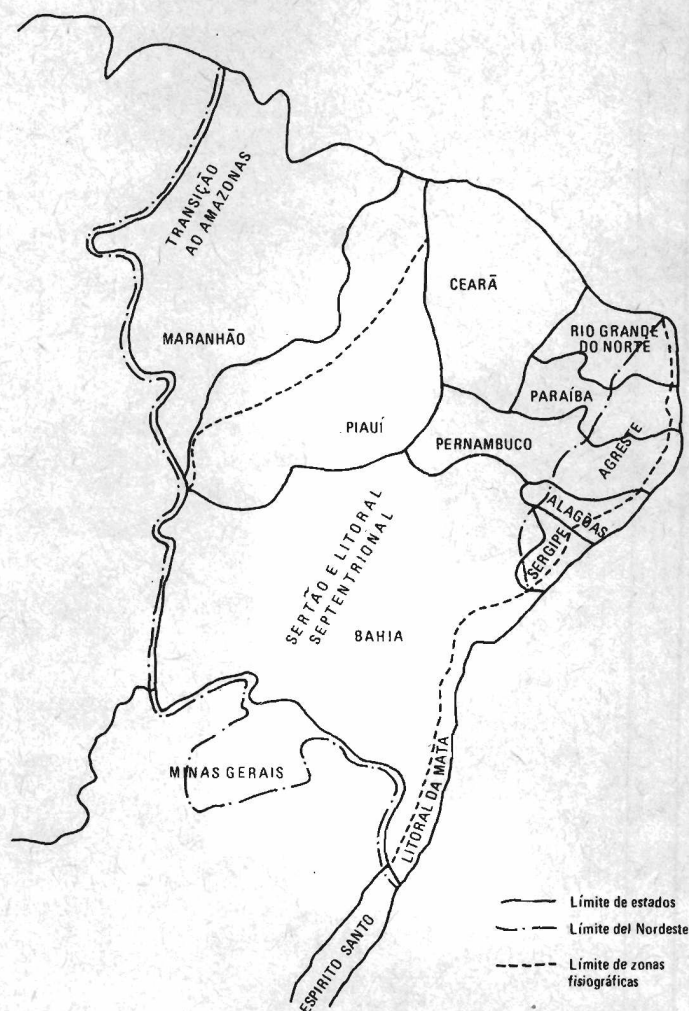 TRANSIÇÃO
AO AMAZONAS
MARANHÃO
CEARÃ
RIO GRANDE
DO NORTE
PARAÍBA
PIAUÍ
PERNAMBUCO
AGRESTE
ALAGÕAS
SERGIPE
SERTÃO E LITORAL
SEPTENTRIONAL
BAHIA
MINAS GERAIS
LITORAL DA MATA
ESPIRITO SANTO
Límite de estados
Límite del Nordeste
Límite de zonas
fisiográficas